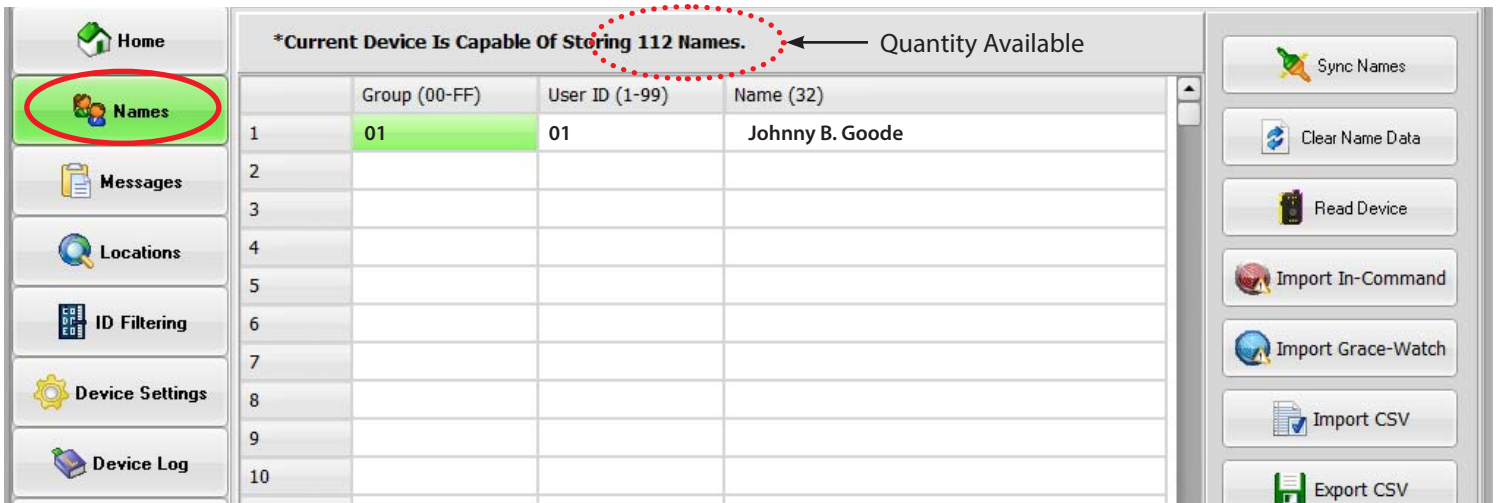 Home
Names
Messages
Locations
ID Filtering
Device Settings
Device Log
*Current Device Is Capable Of Storing 112 Names.
Quantity Available
Group (00-FF) User ID (1-99) Name (32)
1 01 01 Johnny B. Goode
2
3
4
5
6
7
8
9
10
Sync Names
Clear Name Data
Read Device
Import In-Command
Import Grace-Watch
Import CSV
Export CSV